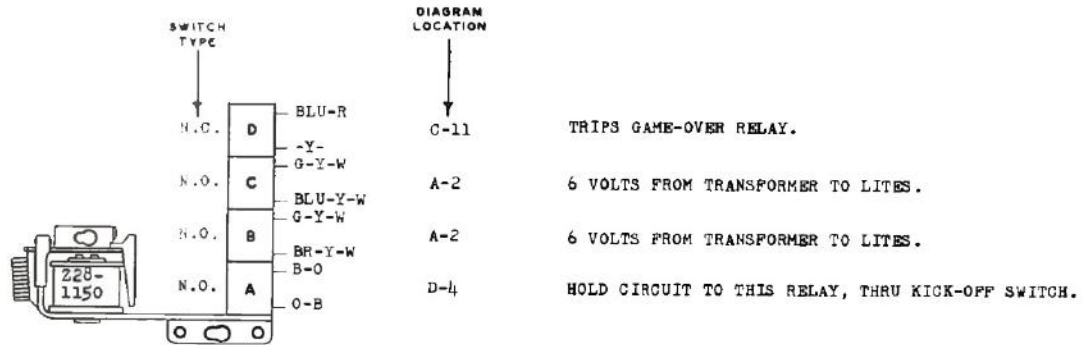 SWITCH TYPE
DIAGRAM LOCATION
BLU-R
N.C. D C-11 TRIPS GAME-OVER RELAY.
-Y-
G-Y-W
N.O. C A-2 6 VOLTS FROM TRANSFORMER TO LITES.
BLU-Y-W
G-Y-W
N.O. B A-2 6 VOLTS FROM TRANSFORMER TO LITES.
BR-Y-W
B-O
Z28-1150 N.O. A D-4 HOLD CIRCUIT TO THIS RELAY, THRU KICK-OFF SWITCH.
O-B